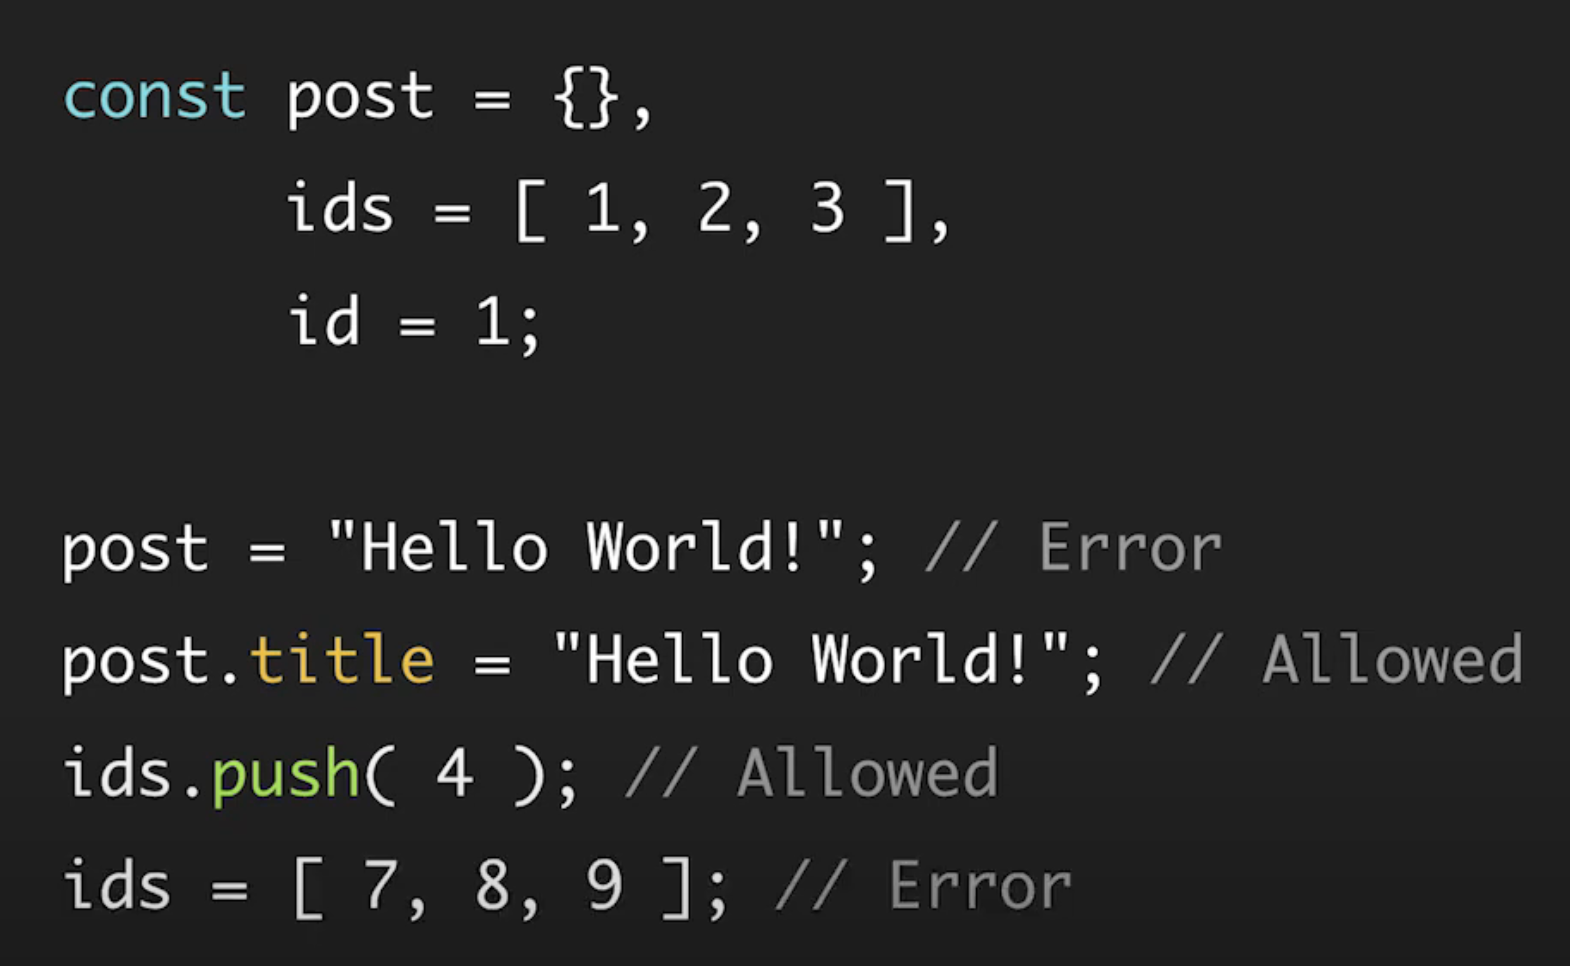 const post = {},
ids = [ 1, 2, 3 ],
id = 1;
post = "Hello World!"; // Error
post.title = "Hello World!"; // Allowed
ids.push( 4 ); // Allowed
ids = [ 7, 8, 9 ]; // Error